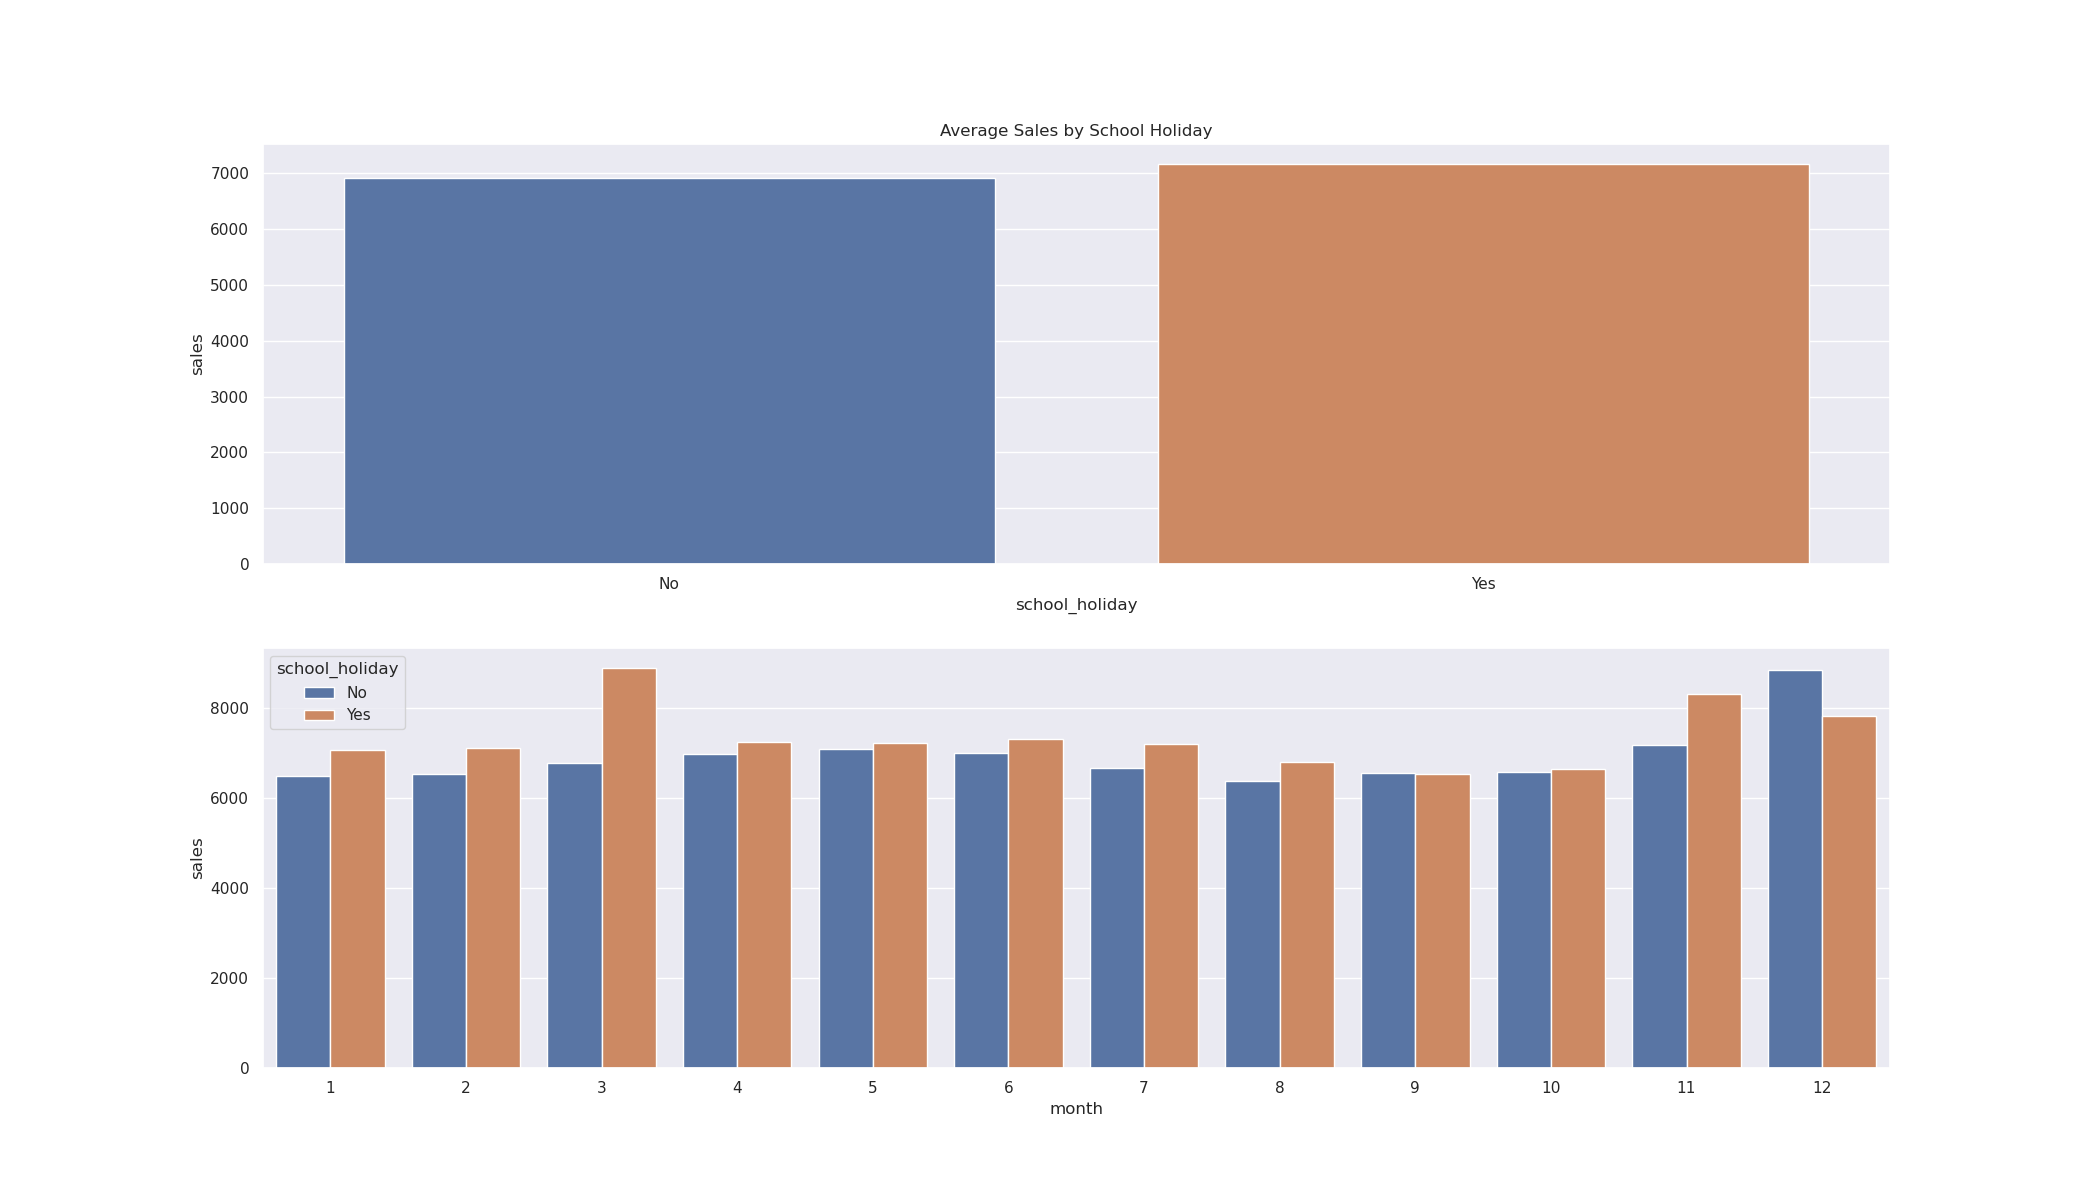 Average Sales by School Holiday
7000
6000
5000
4000
3000
2000
1000
0
sales
No Yes
school_holiday
school_holiday
No
Yes
8000
6000
4000
2000
0
sales
1 2 3 4 5 6 7 8 9 10 11 12
month